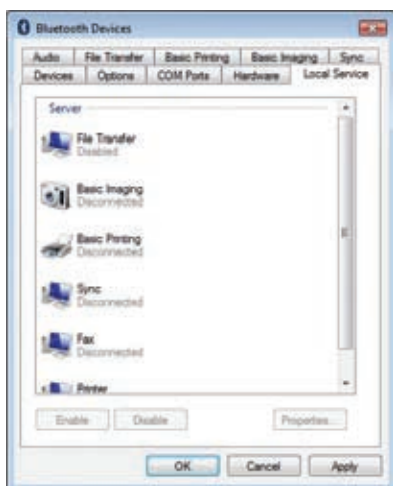 Bluetooth Devices
Audio File Transfer Basic Printing Basic Imaging Sync
Devices Options COM Ports Hardware Local Service
Server
File Transfer
Disabled
Basic Imaging
Disconnected
Basic Printing
Disconnected
Sync
Disconnected
Fax
Disconnected
Printer
Enable Disable Properties...
OK Cancel Apply